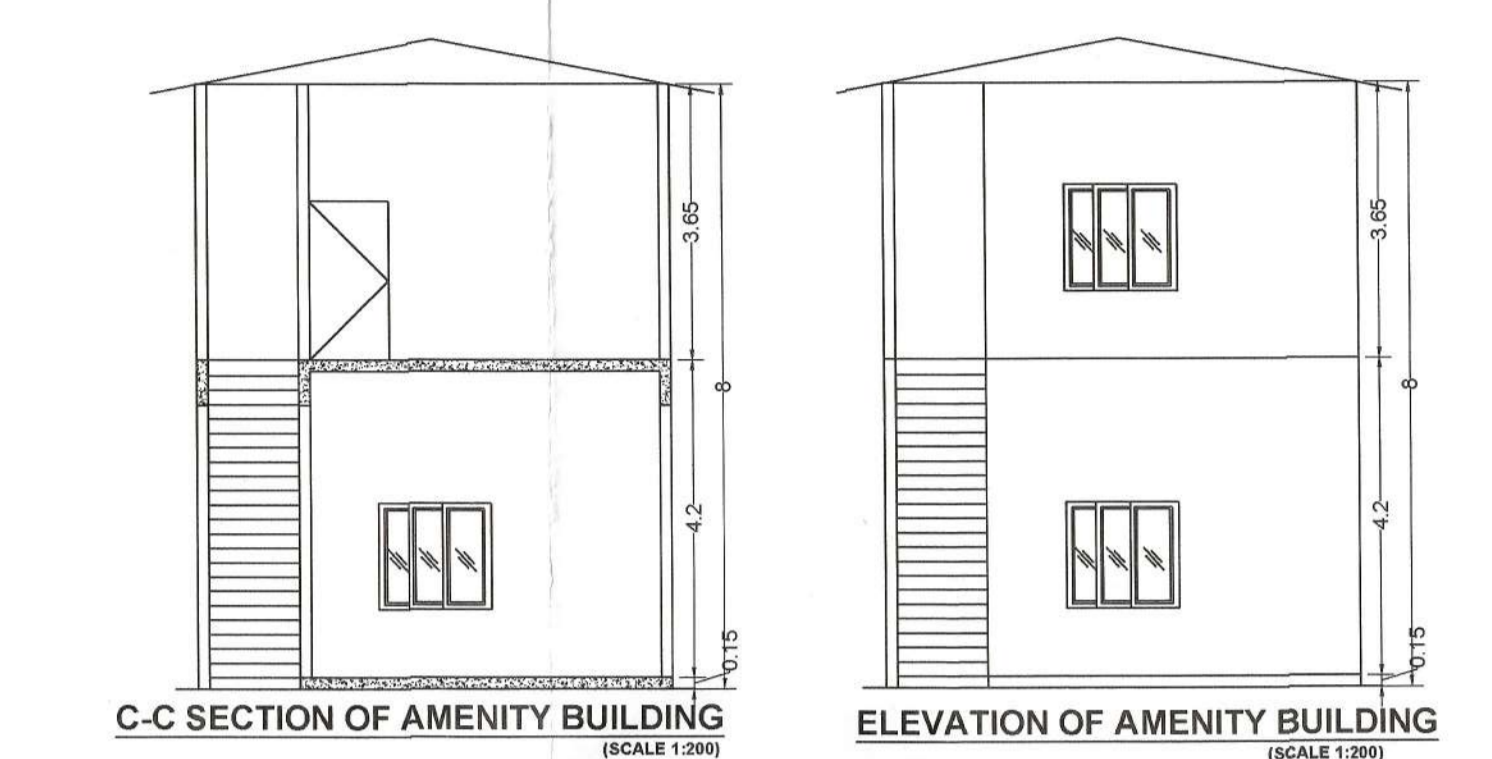 3.65
8
4.2
0.15
C-C SECTION OF AMENITY BUILDING
(SCALE 1:200)
3.65
8
4.2
0.15
ELEVATION OF AMENITY BUILDING
(SCALE 1:200)